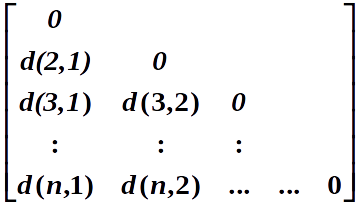 0
d(2,1) 0
d(3,1) d(3,2) 0
: : :
d(n,1) d(n,2) ... ... 0